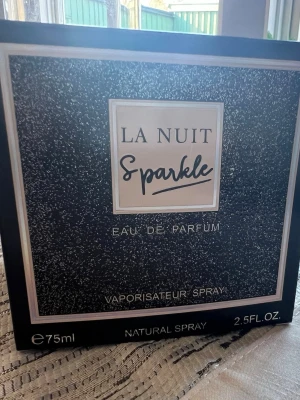 LA NUIT
Sparkle
EAU DE PARFUM
VAPORISATEUR SPRAY
℮75ml NATURAL SPRAY 2.5FL.OZ.